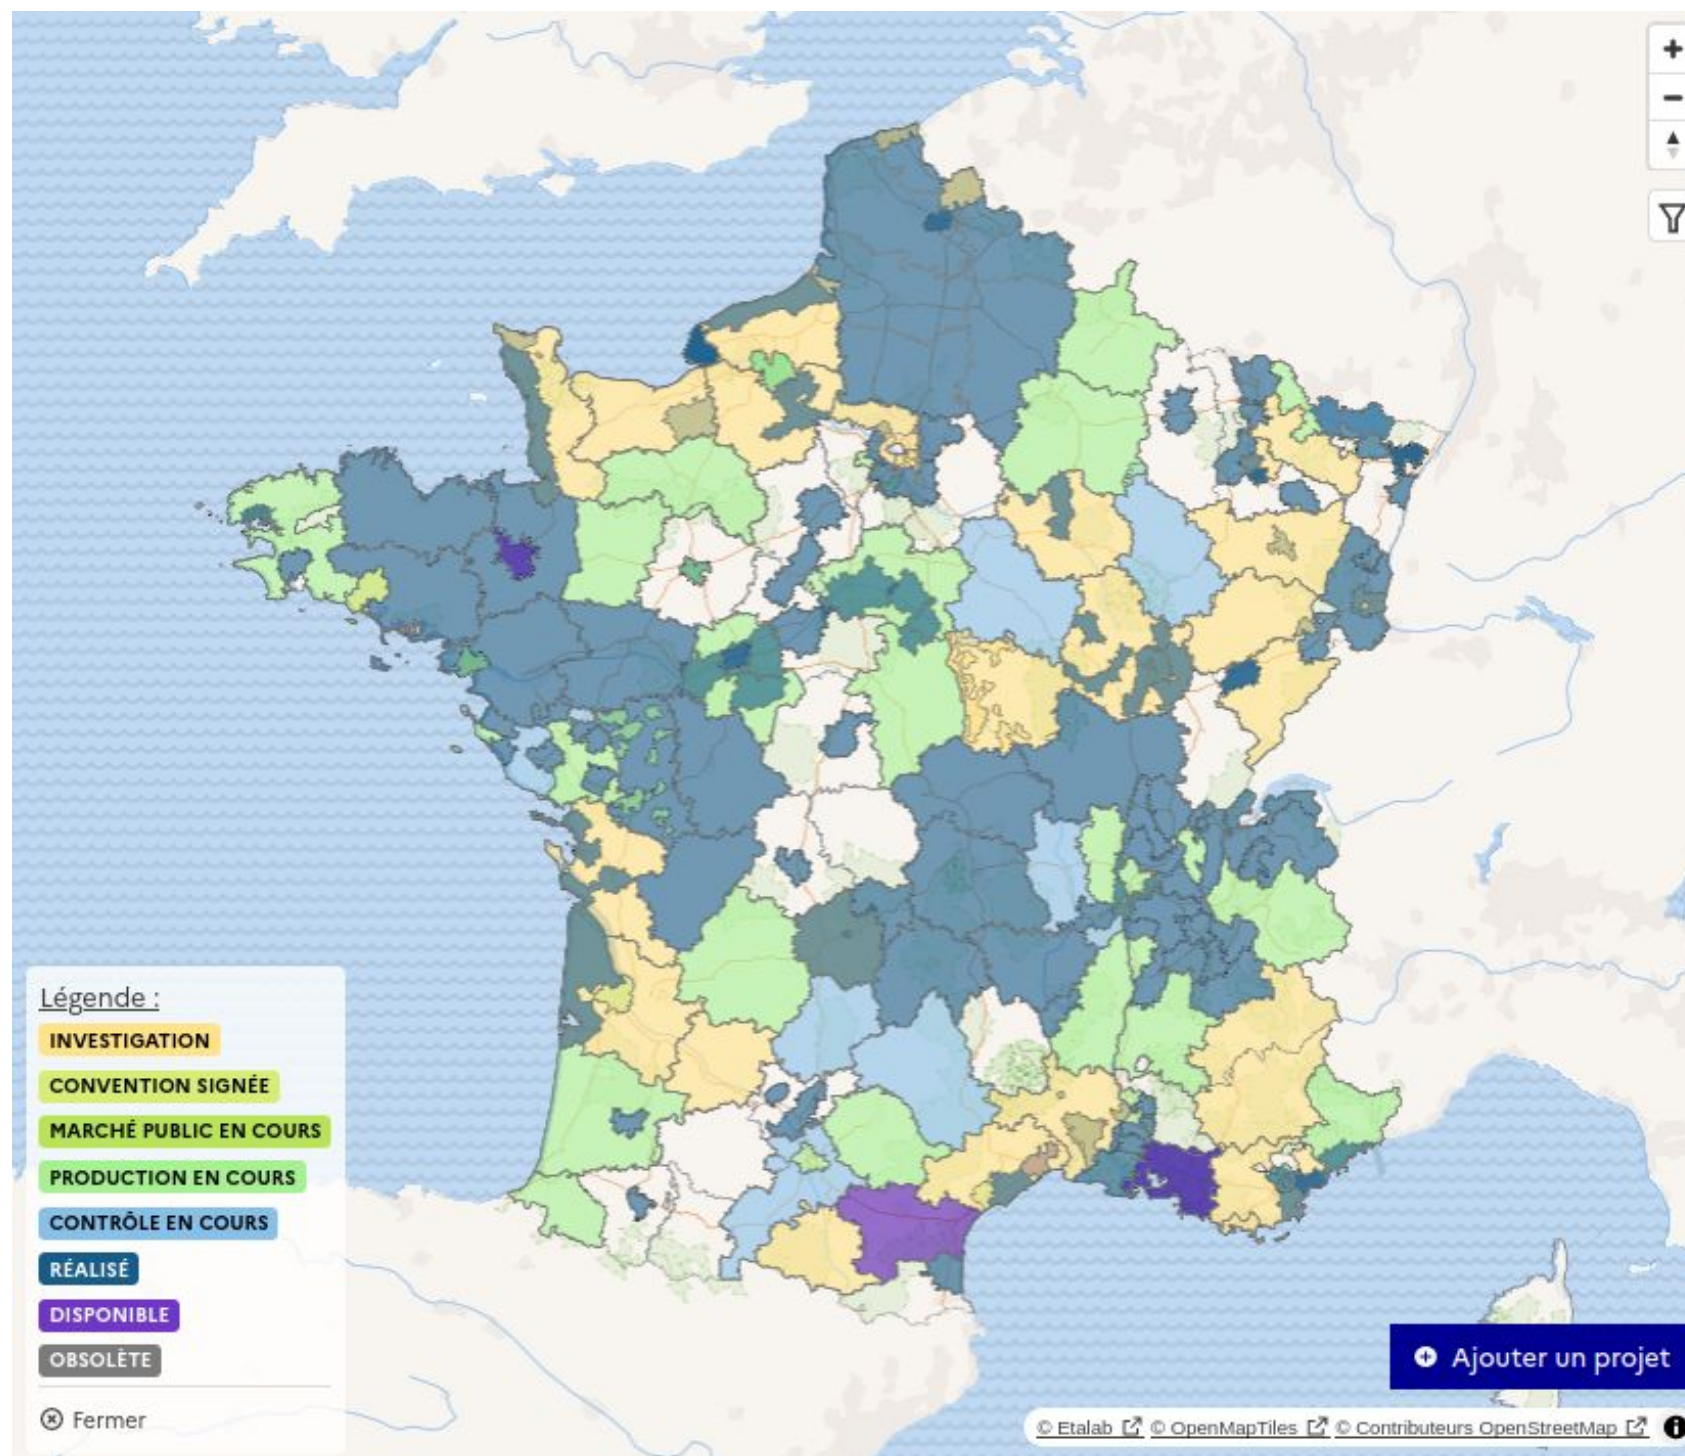 Légende :
INVESTIGATION
CONVENTION SIGNÉE
MARCHÉ PUBLIC EN COURS
PRODUCTION EN COURS
CONTRÔLE EN COURS
RÉALISÉ
DISPONIBLE
OBSOLÈTE
Fermer
Ajouter un projet
© Etalab © OpenMapTiles © Contributeurs OpenStreetMap